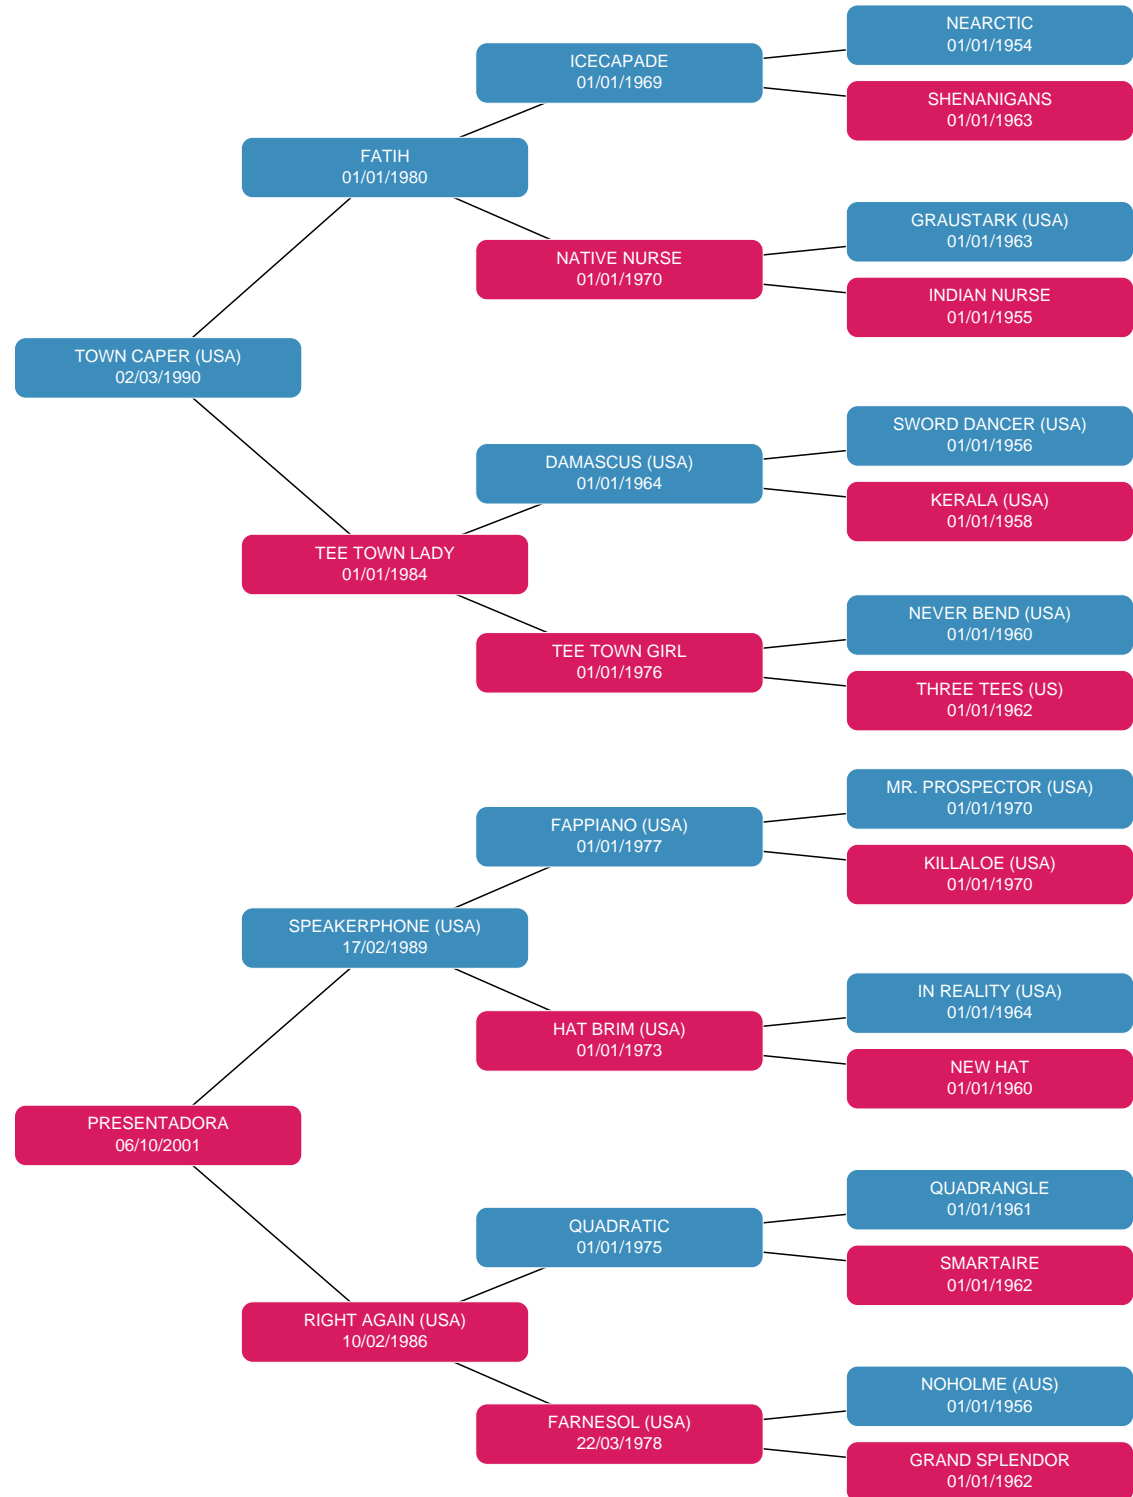 NEARCTIC
01/01/1954
ICECAPADE
01/01/1969
SHENANIGANS
01/01/1963
FATIH
01/01/1980
GRAUSTARK (USA)
01/01/1963
NATIVE NURSE
01/01/1970
INDIAN NURSE
01/01/1955
TOWN CAPER (USA)
02/03/1990
SWORD DANCER (USA)
01/01/1956
DAMASCUS (USA)
01/01/1964
KERALA (USA)
01/01/1958
TEE TOWN LADY
01/01/1984
NEVER BEND (USA)
01/01/1960
TEE TOWN GIRL
01/01/1976
THREE TEES (US)
01/01/1962
MR. PROSPECTOR (USA)
01/01/1970
FAPPIANO (USA)
01/01/1977
KILLALOE (USA)
01/01/1970
SPEAKERPHONE (USA)
17/02/1989
IN REALITY (USA)
01/01/1964
HAT BRIM (USA)
01/01/1973
NEW HAT
01/01/1960
PRESENTADORA
06/10/2001
QUADRANGLE
01/01/1961
QUADRATIC
01/01/1975
SMARTAIRE
01/01/1962
RIGHT AGAIN (USA)
10/02/1986
NOHOLME (AUS)
01/01/1956
FARNESOL (USA)
22/03/1978
GRAND SPLENDOR
01/01/1962